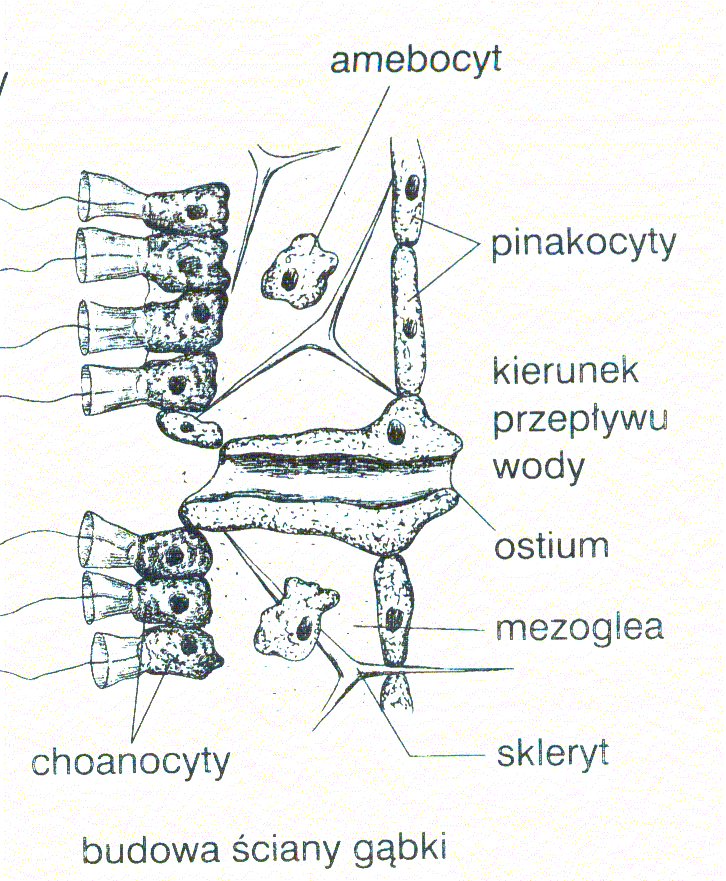 amebocyt
pinakocyty
kierunek
przepływu
wody
ostium
mezoglea
skleryt
choanocyty
budowa ściany gąbki